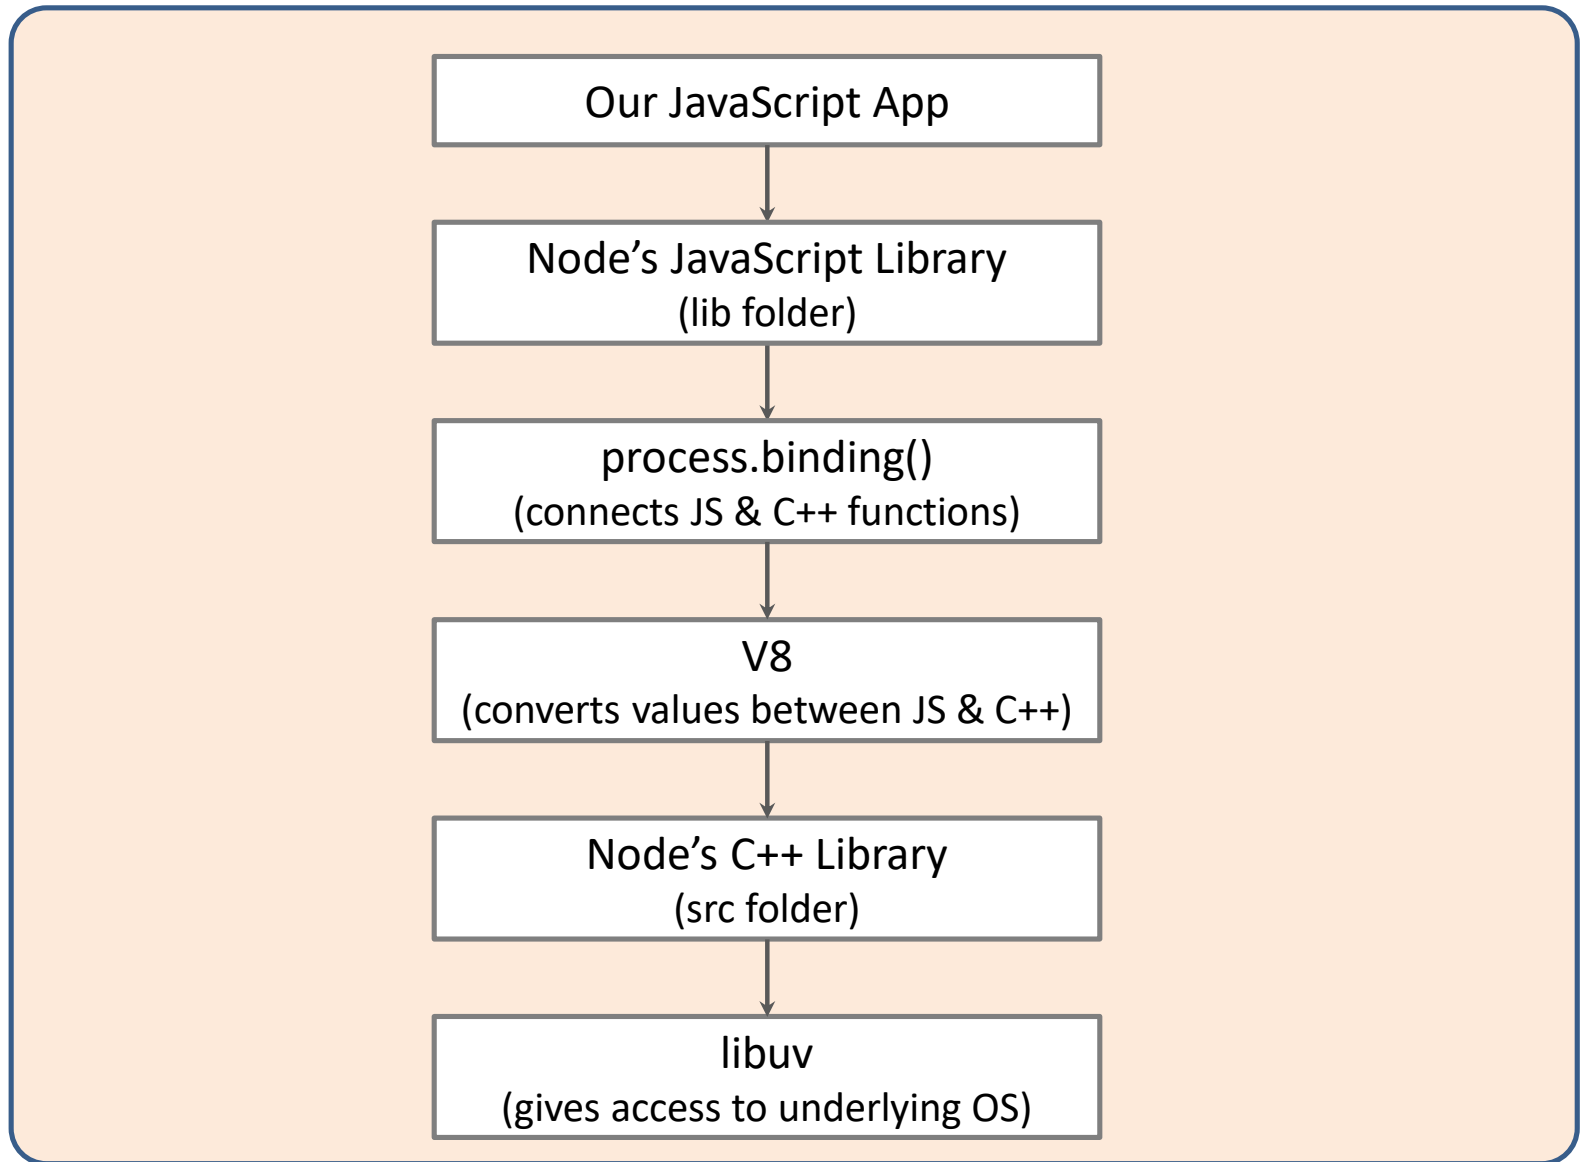 Our JavaScript App
Node’s JavaScript Library
(lib folder)
process.binding()
(connects JS & C++ functions)
V8
(converts values between JS & C++)
Node’s C++ Library
(src folder)
libuv
(gives access to underlying OS)